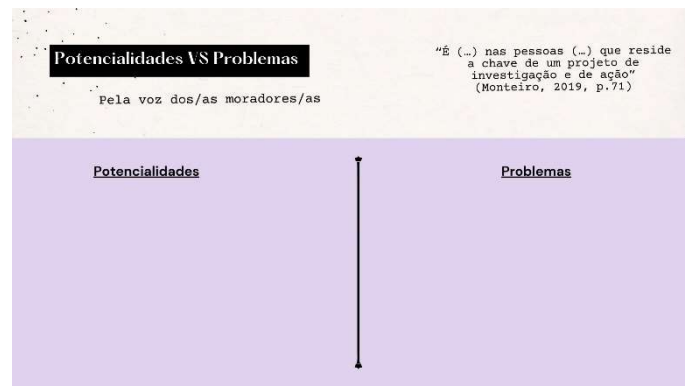 Potencialidades VS Problemas
Pela voz dos/as moradores/as
“É (…) nas pessoas (…) que reside
a chave de um projeto de
investigação e de ação”
(Monteiro, 2019, p.71)
Potencialidades
Problemas